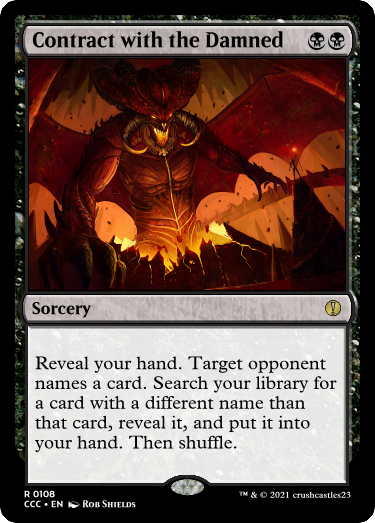 Contract with the Damned
Sorcery
Reveal your hand. Target opponent
names a card. Search your library for
a card with a different name than
that card, reveal it, and put it into
your hand. Then shuffle.
R 0108
CCC • EN Rob Shields
™ & © 2021 crushcastles23